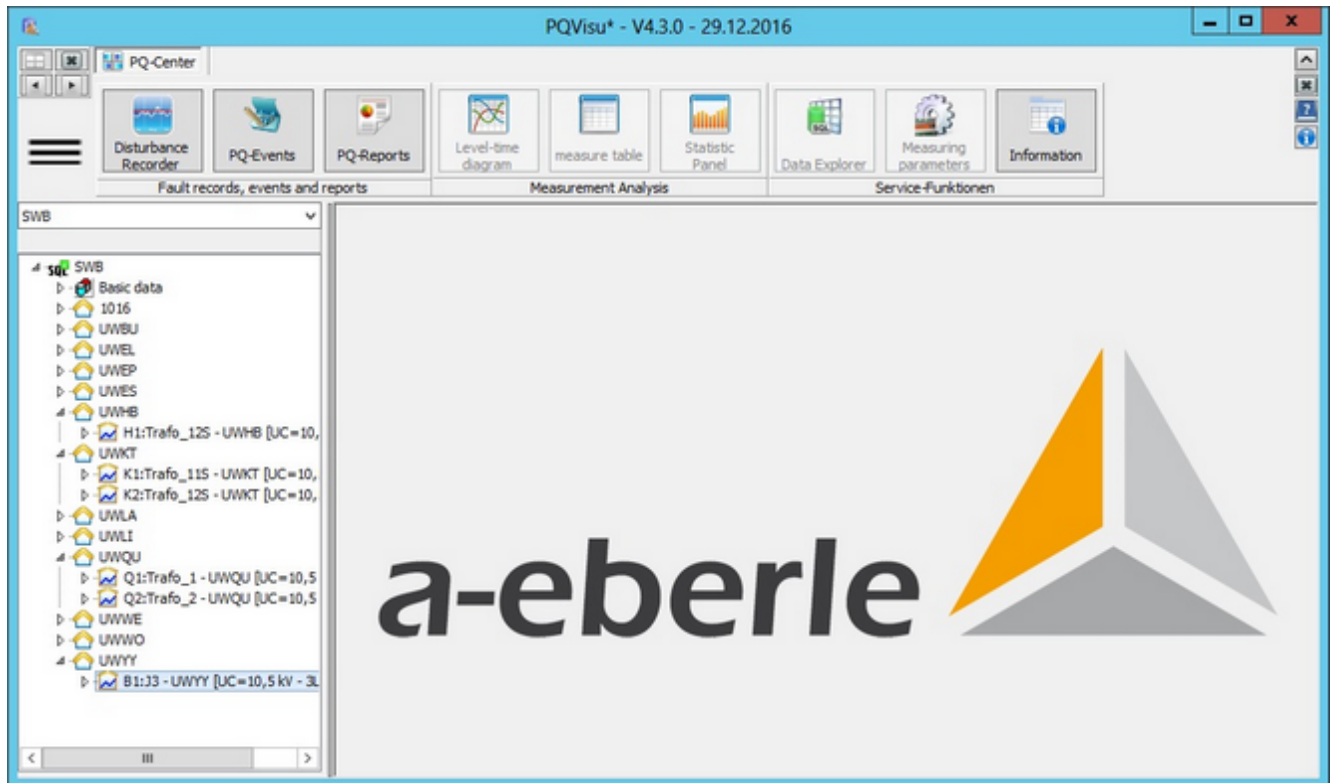 PQVisu* - V4.3.0 - 29.12.2016
PQ-Center
Disturbance
Recorder
PQ-Events
PQ-Reports
Level-time
diagram
measure table
Statistic
Panel
SQL
Data Explorer
Measuring
parameters
Information
Fault records, events and reports
Measurement Analysis
Service-Funktionen
SWB
SQL SWB
Basic data
1016
UWBU
UWEL
UWEP
UWES
UWHB
H1:Trafo_12S - UWHB [UC=10,
UWKT
K1:Trafo_11S - UWKT [UC=10,
K2:Trafo_12S - UWKT [UC=10,
UWLA
UWLI
UWQU
Q1:Trafo_1 - UWQU [UC=10,5
Q2:Trafo_2 - UWQU [UC=10,5
UWWE
UWWO
UWYY
B1:J3 - UWYY [UC=10,5 kV - 3L
a-eberle